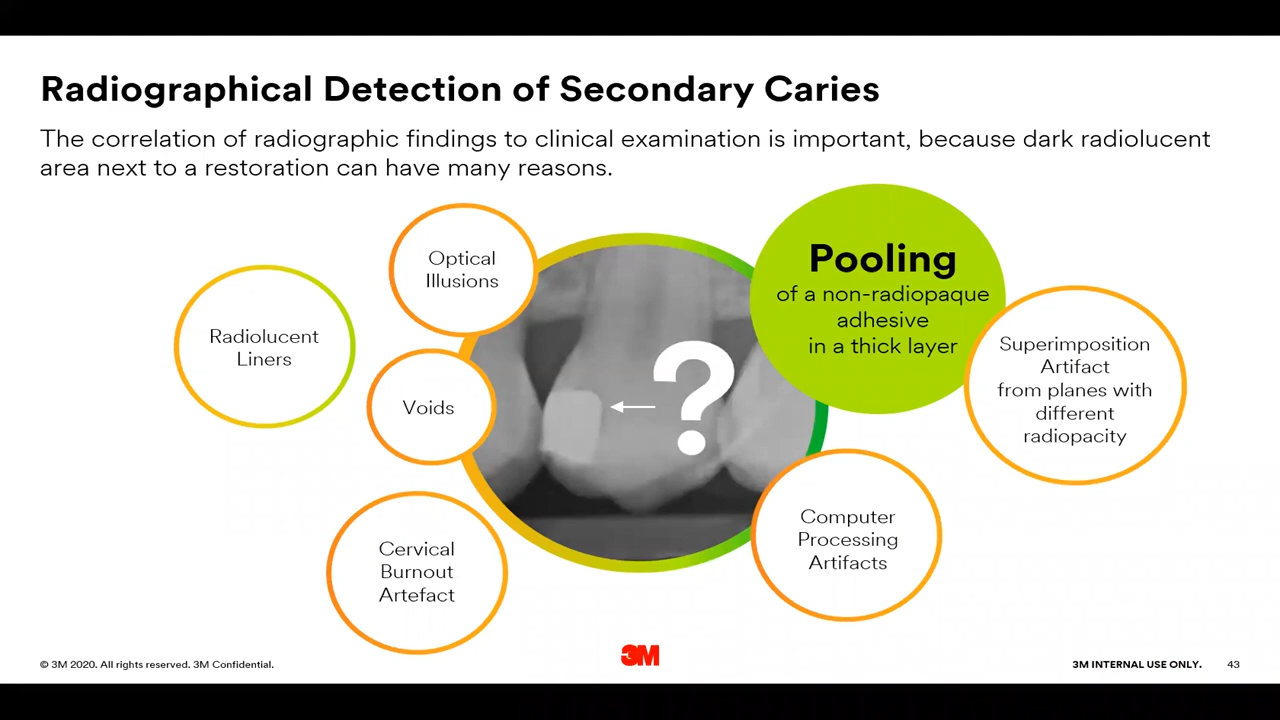 Radiographical Detection of Secondary Caries
The correlation of radiographic findings to clinical examination is important, because dark radiolucent
area next to a restoration can have many reasons.
Optical
Illusions
Radiolucent
Liners
Voids
Cervical
Burnout
Artefact
?
Pooling
of a non-radiopaque
adhesive
in a thick layer
Superimposition
Artifact
from planes with
different
radiopacity
Computer
Processing
Artifacts
© 3M 2020. All rights reserved. 3M Confidential.
3M
3M INTERNAL USE ONLY.
43